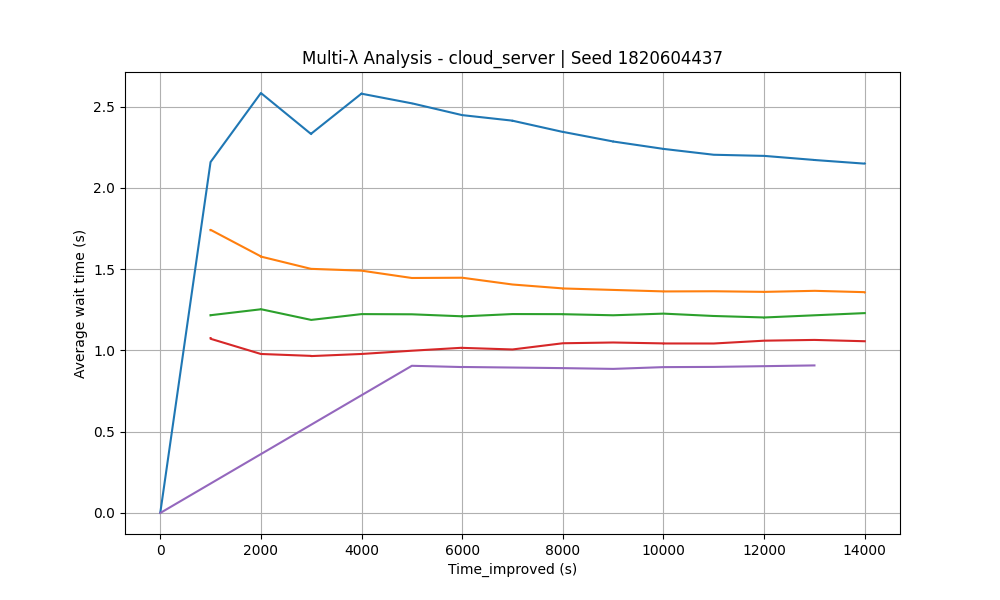 Multi-λ Analysis - cloud_server | Seed 1820604437
Average wait time (s)
2.5
2.0
1.5
1.0
0.5
0.0
0 2000 4000 6000 8000 10000 12000 14000
Time_improved (s)